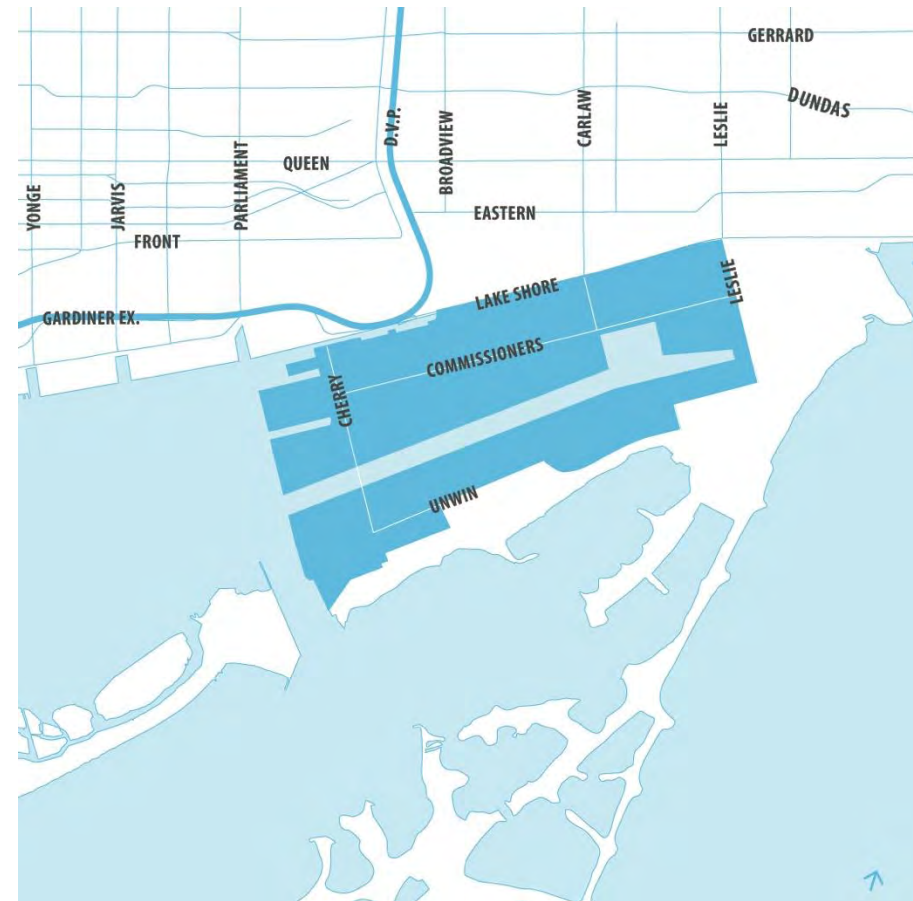 GERRARD
DUNDAS
D.V.P.
BROADVIEW
CARLAW
LESLIE
QUEEN
PARLIAMENT
YONGE
JARVIS
EASTERN
FRONT
LAKE SHORE
LESLIE
GARDINER EX.
COMMISSIONERS
CHERRY
UNWIN